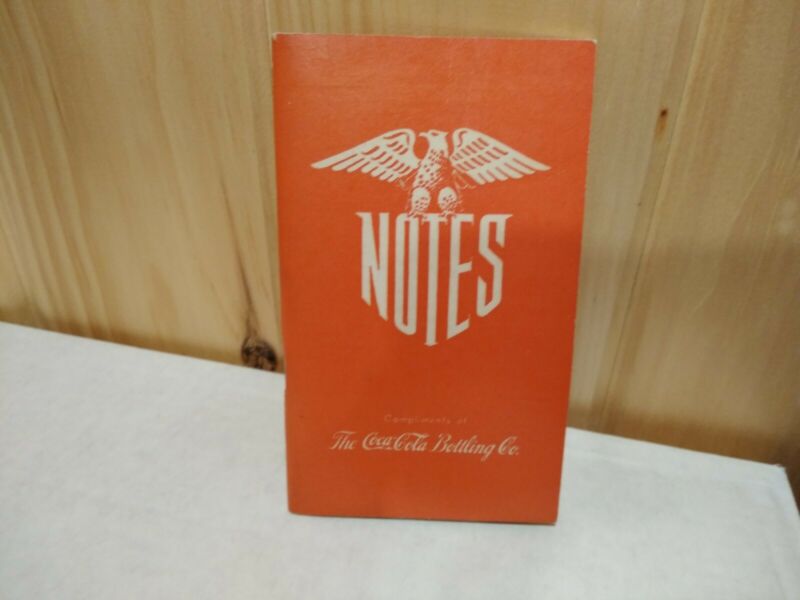 NOTES
Compliments of
The Coca-Cola Bottling Co.